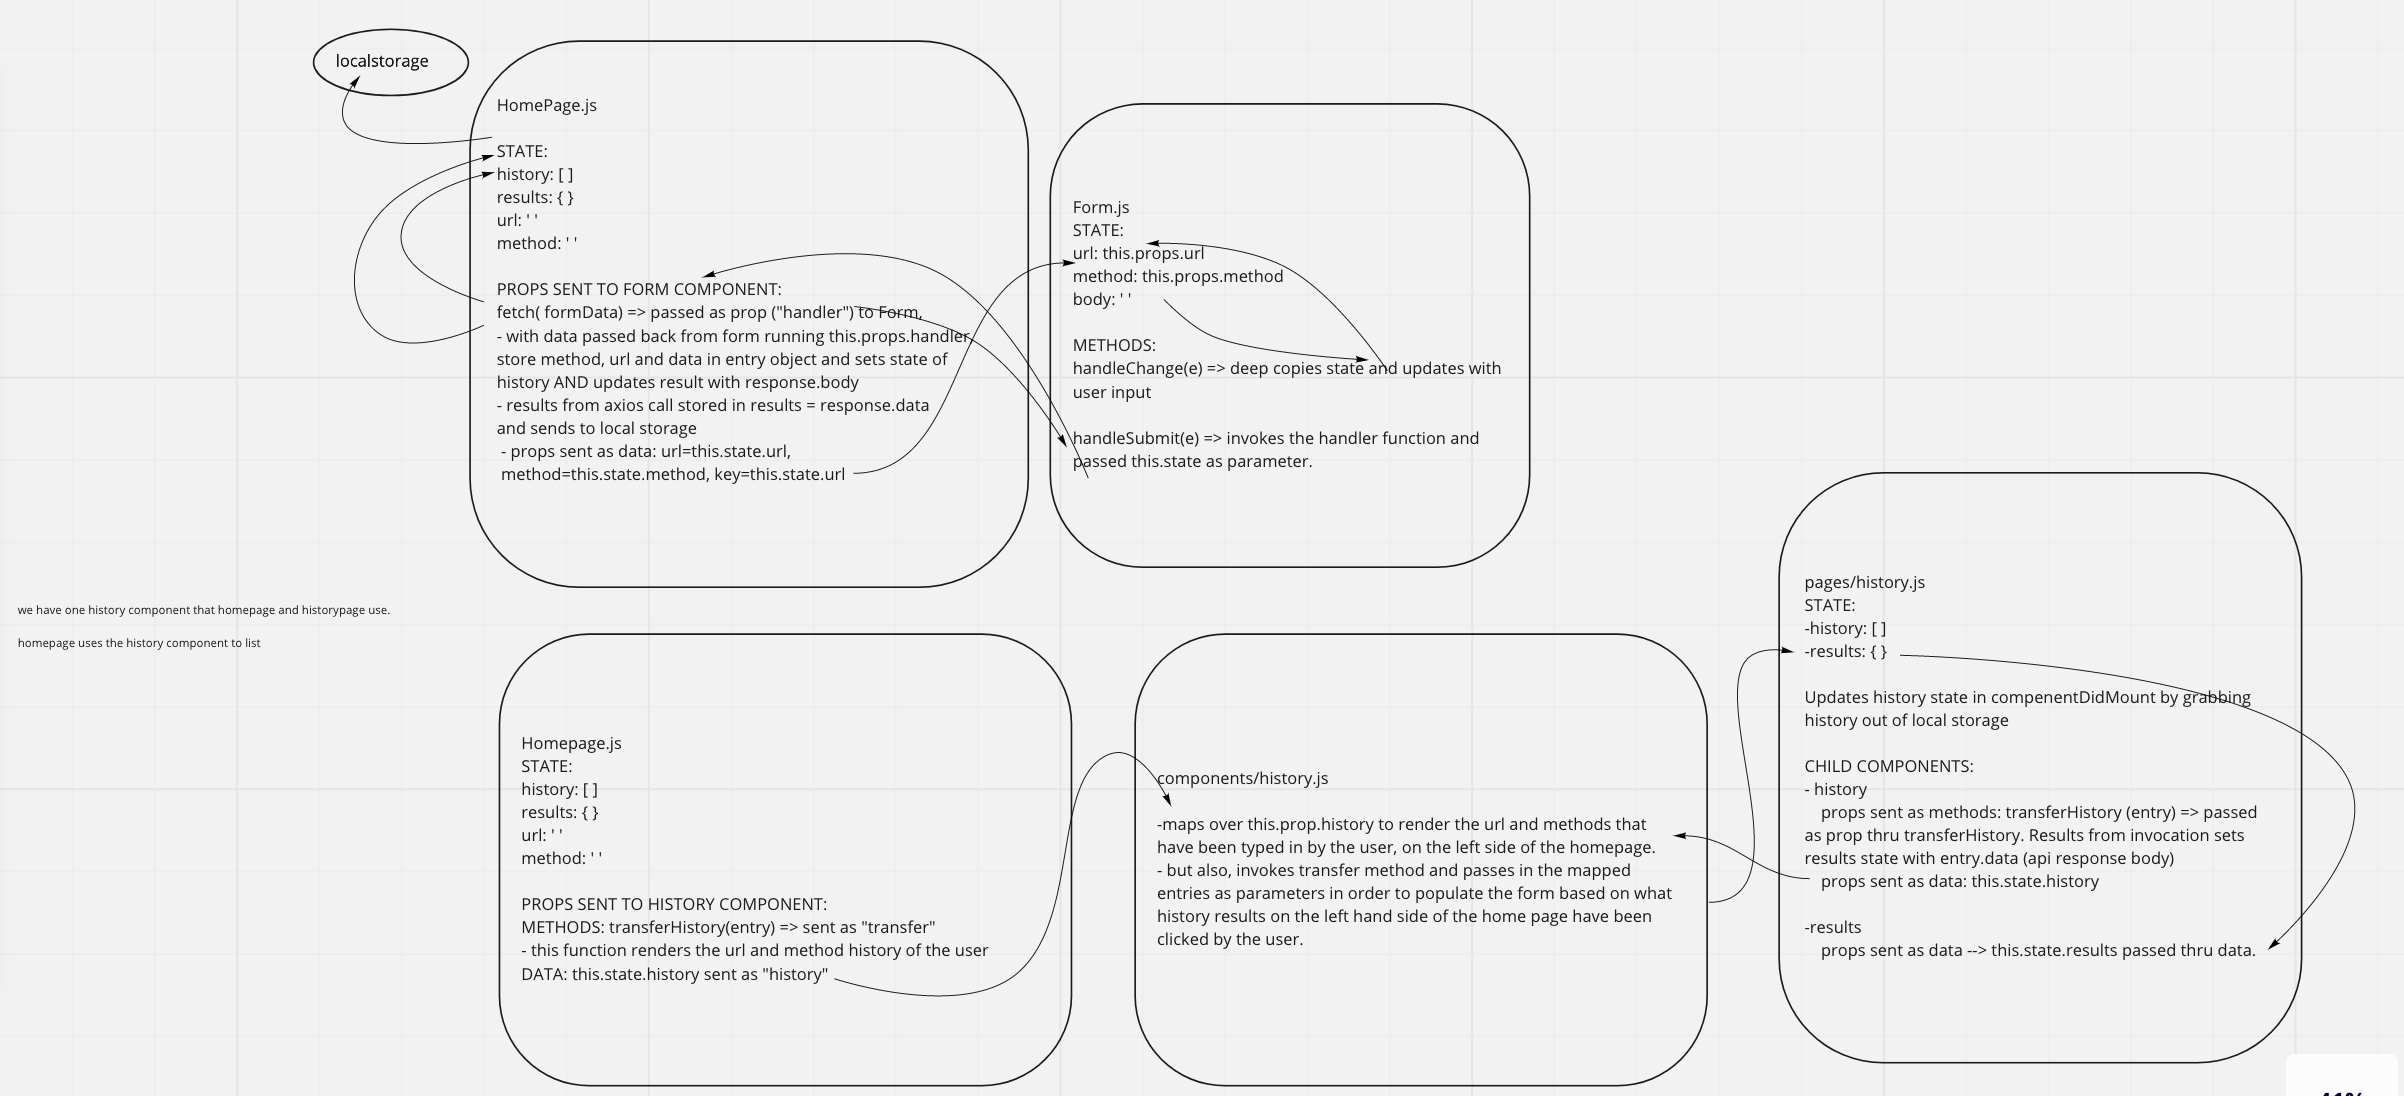 localstorage
HomePage.js
STATE:
history: [ ]
results: { }
url: ' '
method: ' '
PROPS SENT TO FORM COMPONENT:
fetch( formData) => passed as prop ("handler") to Form,
- with data passed back from form running this.props.handler,
store method, url and data in entry object and sets state of
history AND updates result with response.body
- results from axios call stored in results = response.data
and sends to local storage
- props sent as data: url=this.state.url,
method=this.state.method, key=this.state.url
Form.js
STATE:
url: this.props.url
method: this.props.method
body: ' '
METHODS:
handleChange(e) => deep copies state and updates with
user input
handleSubmit(e) => invokes the handler function and
passed this.state as parameter.
we have one history component that homepage and historypage use.
homepage uses the history component to list
Homepage.js
STATE:
history: [ ]
results: { }
url: ' '
method: ' '
PROPS SENT TO HISTORY COMPONENT:
METHODS: transferHistory(entry) => sent as "transfer"
- this function renders the url and method history of the user
DATA: this.state.history sent as "history"
components/history.js
-maps over this.prop.history to render the url and methods that
have been typed in by the user, on the left side of the homepage.
- but also, invokes transfer method and passes in the mapped
entries as parameters in order to populate the form based on what
history results on the left hand side of the home page have been
clicked by the user.
pages/history.js
STATE:
-history: [ ]
-results: { }
Updates history state in compenentDidMount by grabbing
history out of local storage
CHILD COMPONENTS:
- history
props sent as methods: transferHistory (entry) => passed
as prop thru transferHistory. Results from invocation sets
results state with entry.data (api response body)
props sent as data: this.state.history
-results
props sent as data --> this.state.results passed thru data.